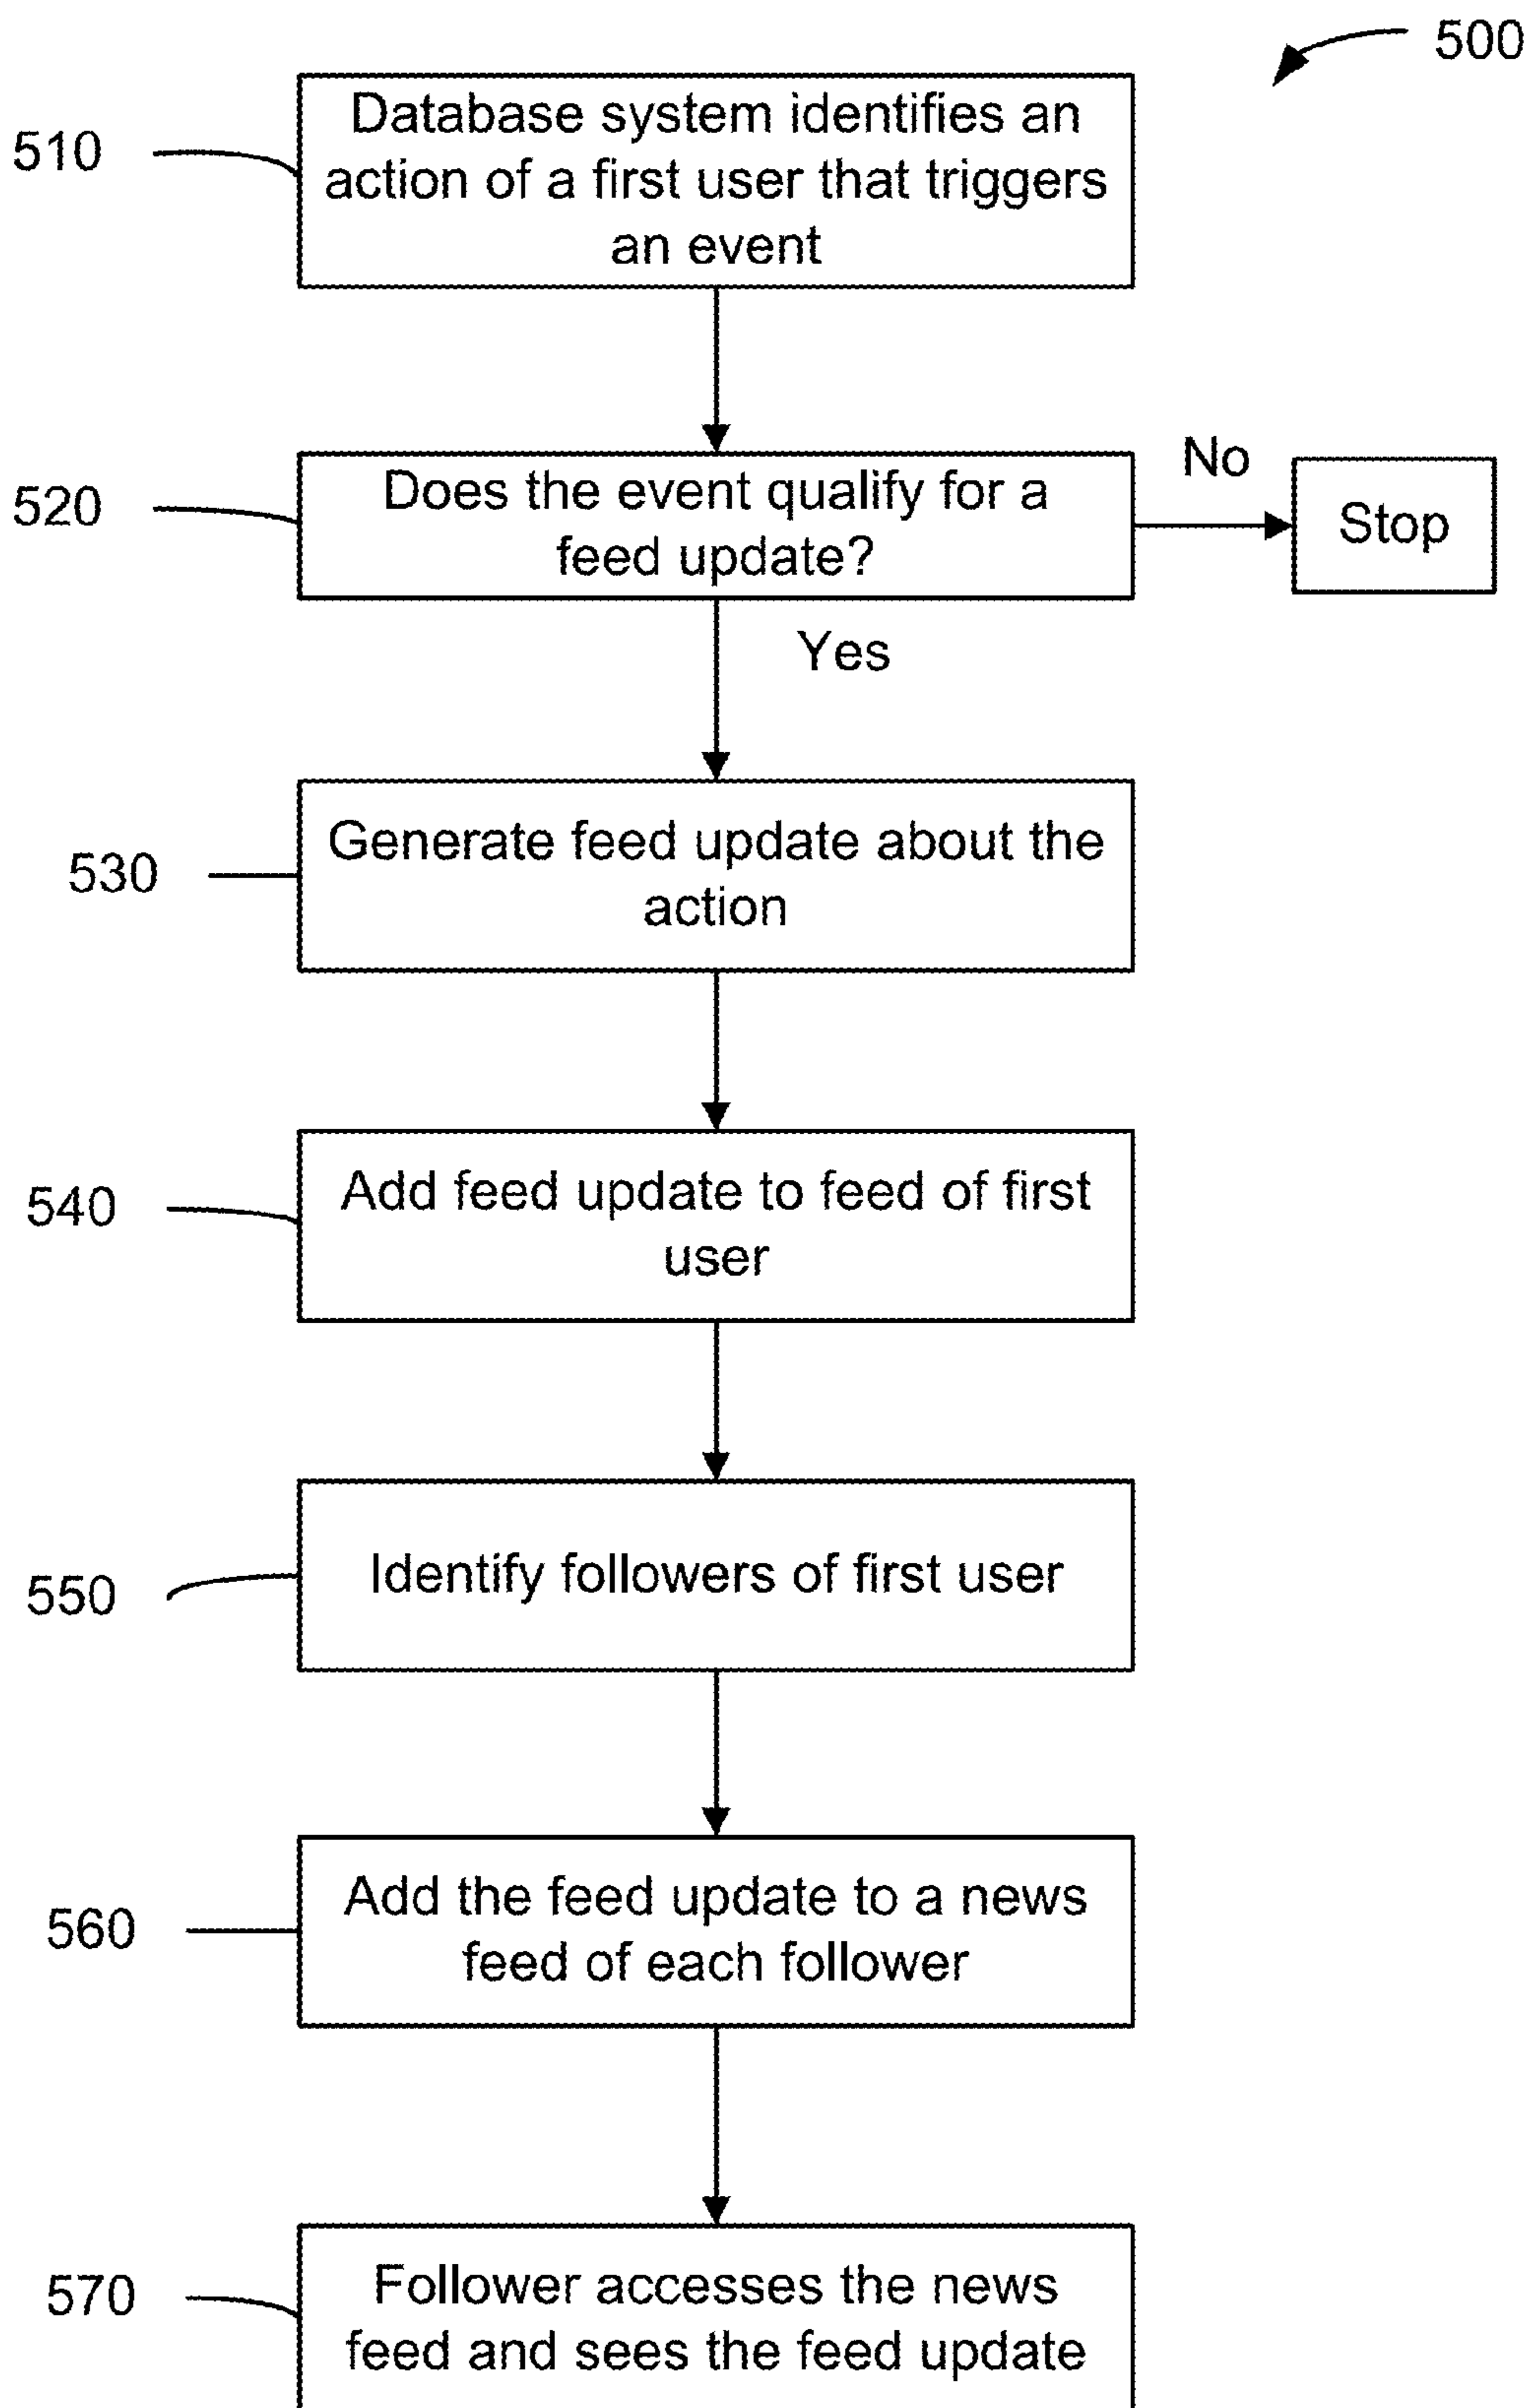 500
510
Database system identifies an
action of a first user that triggers
an event
520
Does the event qualify for a
feed update?
No
Stop
Yes
530
Generate feed update about the
action
540
Add feed update to feed of first
user
550
Identify followers of first user
560
Add the feed update to a news
feed of each follower
570
Follower accesses the news
feed and sees the feed update